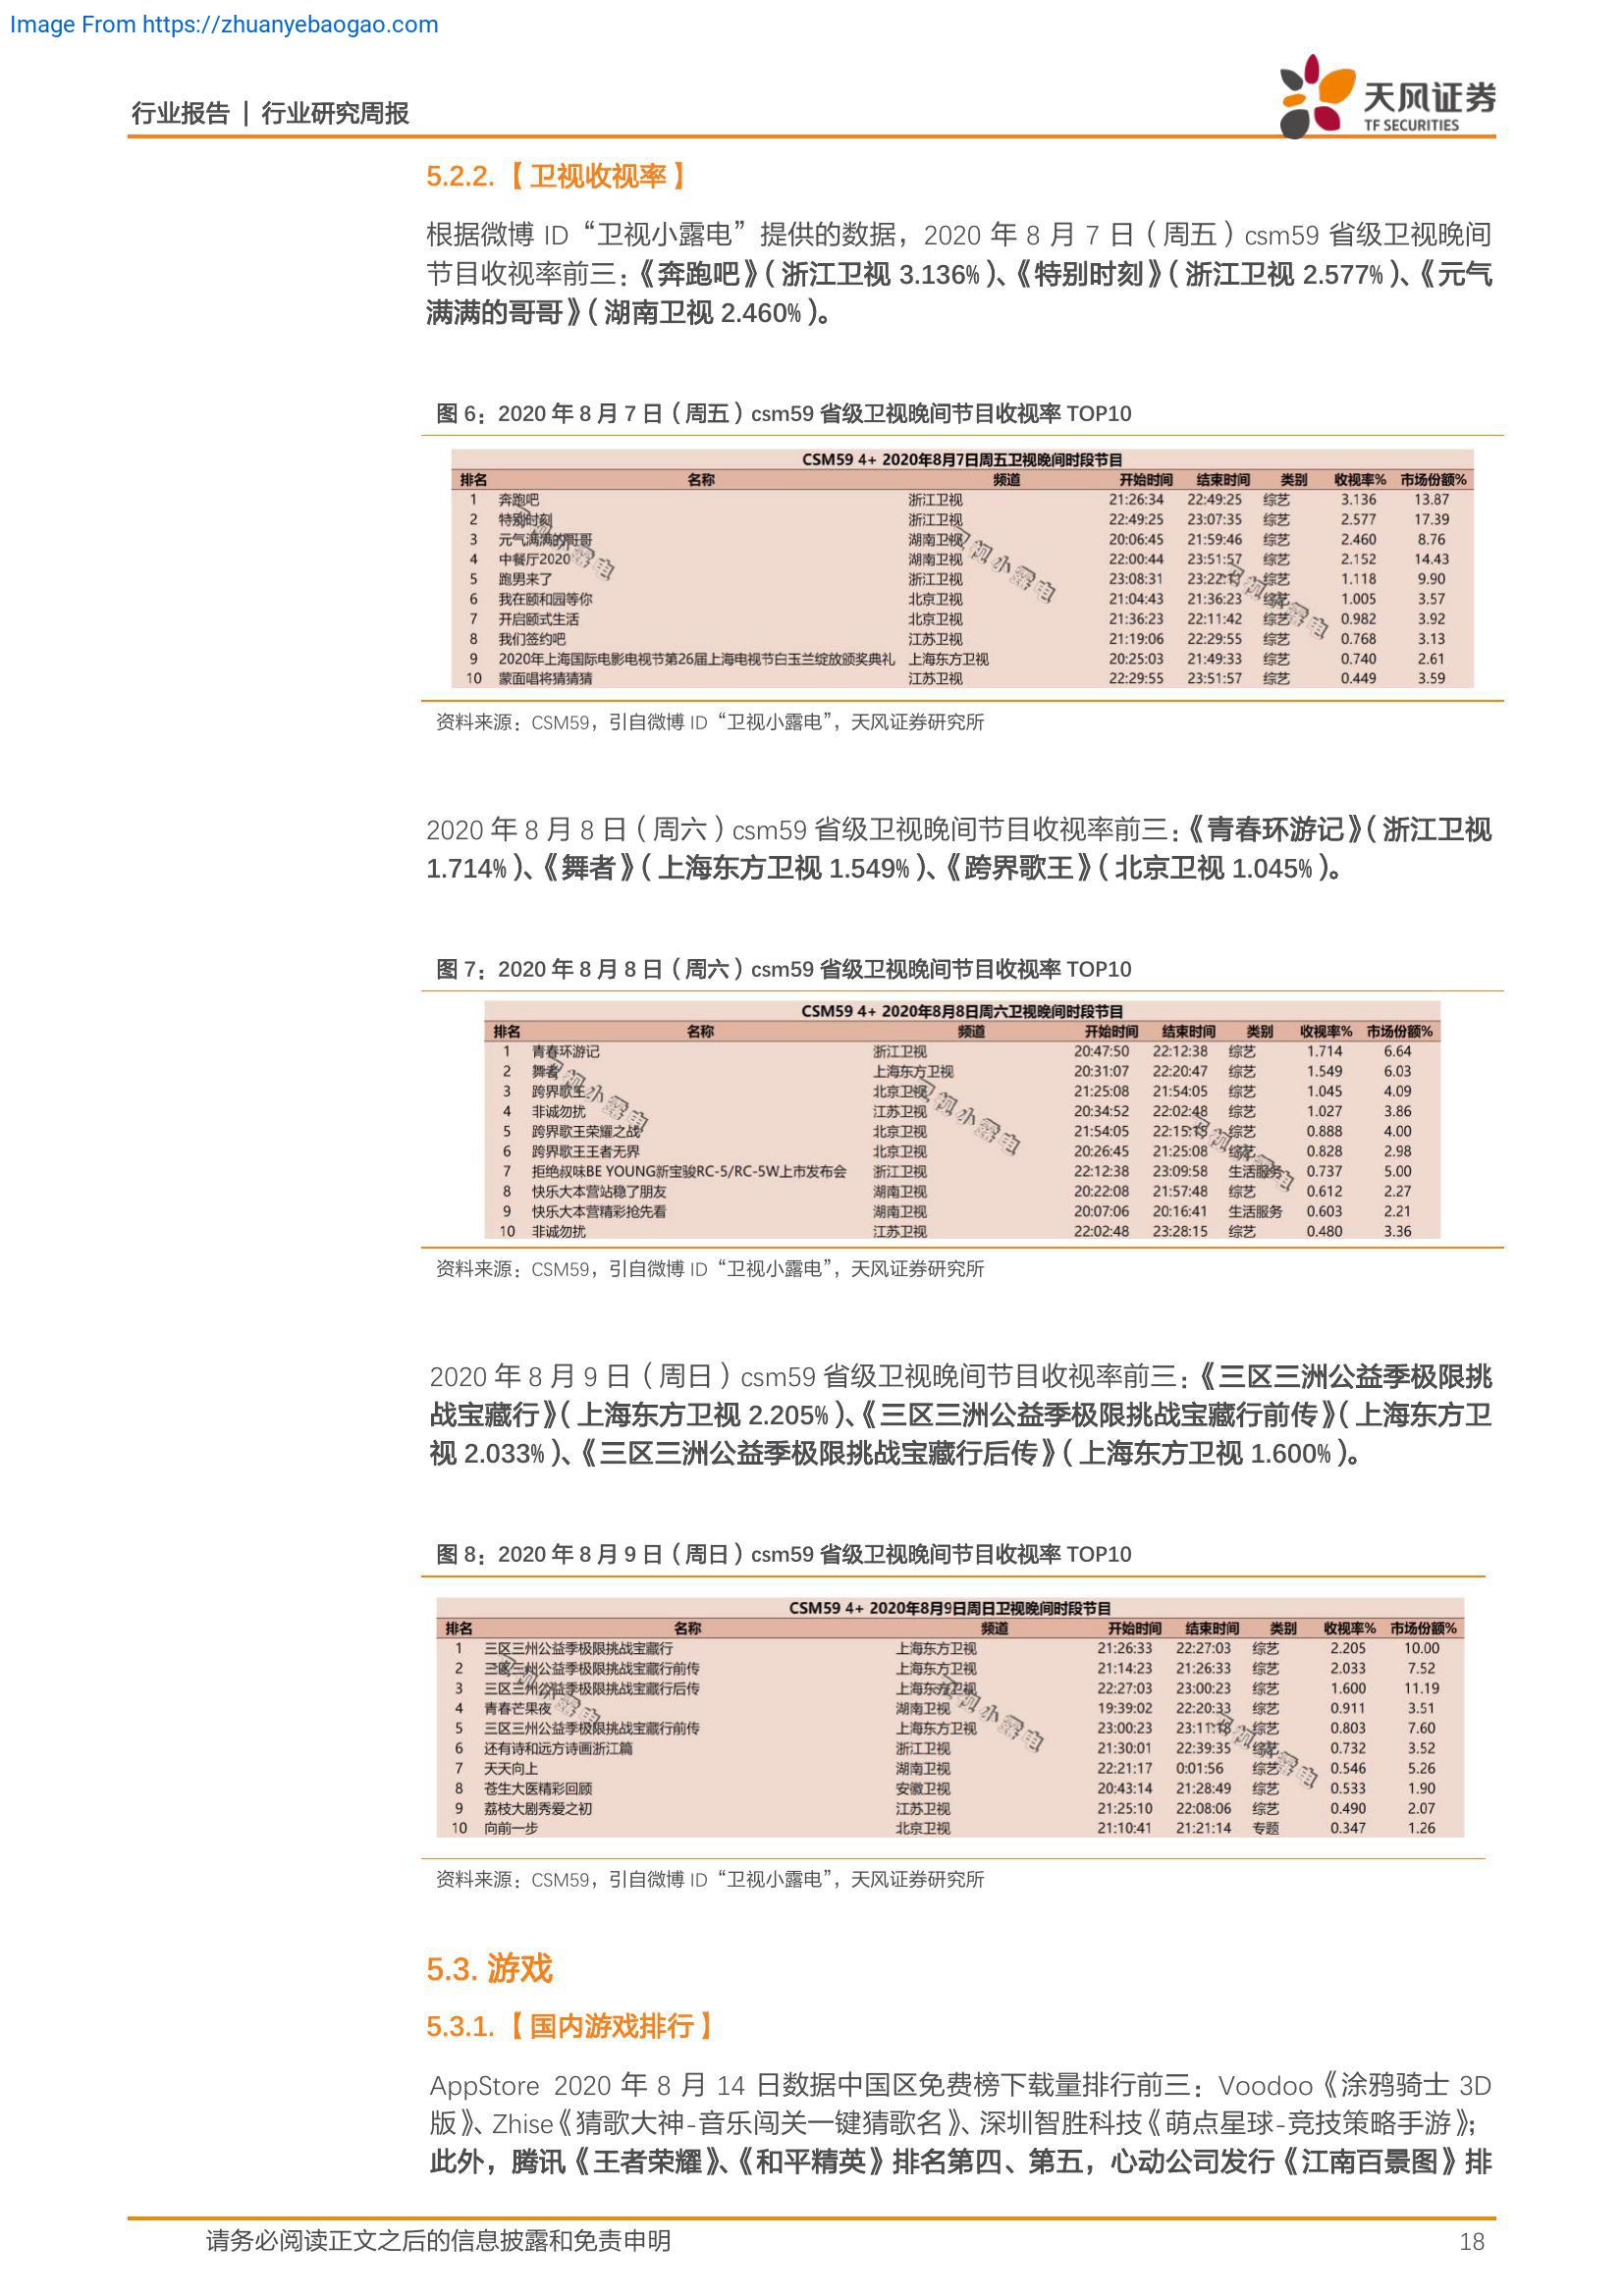 Image From https://zhuanyebaogao.com
行业报告 | 行业研究周报
天风证券
TF SECURITIES
5.2.2.【卫视收视率】
根据微博 ID“卫视小露电”提供的数据，2020 年 8 月 7 日（周五）csm59 省级卫视晚间
节目收视率前三：《奔跑吧》（浙江卫视 3.136%）、《特别时刻》（浙江卫视 2.577%）、《元气
满满的哥哥》（湖南卫视 2.460%）。
图 6：2020 年 8 月 7 日（周五）csm59 省级卫视晚间节目收视率 TOP10
CSM59 4+ 2020年8月7日周五卫视晚间时段节目
排名 名称 频道 开始时间 结束时间 类别 收视率% 市场份额%
1 奔跑吧 浙江卫视 21:26:34 22:49:25 综艺 3.136 13.87
2 特别时刻 浙江卫视 22:49:25 23:07:35 综艺 2.577 17.39
3 元气满满的哥哥 湖南卫视 20:06:45 21:59:46 综艺 2.460 8.76
4 中餐厅2020 湖南卫视 22:00:44 23:51:57 综艺 2.152 14.43
5 跑男来了 浙江卫视 23:08:31 综艺 1.118 9.90
6 我在颐和园等你 北京卫视 21:04:43 21:36:23 综艺 1.005 3.57
7 开启颐式生活 北京卫视 21:36:23 22:11:42 综艺 0.982 3.92
8 我们签约吧 江苏卫视 21:19:06 22:29:55 综艺 0.768 3.13
9 2020年上海国际电影电视节第26届上海电视节白玉兰绽放颁奖典礼 上海东方卫视 20:25:03 21:49:33 综艺 0.740 2.61
10 蒙面唱将猜猜猜 江苏卫视 22:29:55 23:51:57 综艺 0.449 3.59
资料来源：CSM59，引自微博 ID“卫视小露电”，天风证券研究所
2020 年 8 月 8 日（周六）csm59 省级卫视晚间节目收视率前三：《青春环游记》（浙江卫视
1.714%）、《舞者》（上海东方卫视 1.549%）、《跨界歌王》（北京卫视 1.045%）。
图 7：2020 年 8 月 8 日（周六）csm59 省级卫视晚间节目收视率 TOP10
CSM59 4+ 2020年8月8日周六卫视晚间时段节目
排名 名称 频道 开始时间 结束时间 类别 收视率% 市场份额%
1 青春环游记 浙江卫视 20:47:50 22:12:38 综艺 1.714 6.64
2 舞者 上海东方卫视 20:31:07 22:20:47 综艺 1.549 6.03
3 跨界歌王 北京卫视 21:25:08 21:54:05 综艺 1.045 4.09
4 非诚勿扰 江苏卫视 20:34:52 22:02:48 综艺 1.027 3.86
5 跨界歌王荣耀之战 北京卫视 21:54:05 综艺 0.888 4.00
6 跨界歌王王者无界 北京卫视 20:26:45 21:25:08 综艺 0.828 2.98
7 拒绝叔味BE YOUNG新宝骏RC-5/RC-5W上市发布会 浙江卫视 22:12:38 23:09:58 生活服务 0.737 5.00
8 快乐大本营站稳了朋友 湖南卫视 20:22:08 21:57:48 综艺 0.612 2.27
9 快乐大本营精彩抢先看 湖南卫视 20:07:06 20:16:41 生活服务 0.603 2.21
10 非诚勿扰 江苏卫视 22:02:48 23:28:15 综艺 0.480 3.36
资料来源：CSM59，引自微博 ID“卫视小露电”，天风证券研究所
2020 年 8 月 9 日（周日）csm59 省级卫视晚间节目收视率前三：《三区三洲公益季极限挑
战宝藏行》（上海东方卫视 2.205%）、《三区三洲公益季极限挑战宝藏行前传》（上海东方卫
视 2.033%）、《三区三洲公益季极限挑战宝藏行后传》（上海东方卫视 1.600%）。
图 8：2020 年 8 月 9 日（周日）csm59 省级卫视晚间节目收视率 TOP10
CSM59 4+ 2020年8月9日周日卫视晚间时段节目
排名 名称 频道 开始时间 结束时间 类别 收视率% 市场份额%
1 三区三州公益季极限挑战宝藏行 上海东方卫视 21:26:33 22:27:03 综艺 2.205 10.00
2 三区三州公益季极限挑战宝藏行前传 上海东方卫视 21:14:23 21:26:33 综艺 2.033 7.52
3 三区三州公益季极限挑战宝藏行后传 上海东方卫视 22:27:03 23:00:23 综艺 1.600 11.19
4 青春芒果夜 湖南卫视 19:39:02 22:20:33 综艺 0.911 3.51
5 三区三州公益季极限挑战宝藏行前传 上海东方卫视 23:00:23 综艺 0.803 7.60
6 还有诗和远方诗画浙江篇 浙江卫视 21:30:01 22:39:35 综艺 0.732 3.52
7 天天向上 湖南卫视 22:21:17 0:01:56 综艺 0.546 5.26
8 苍生大医精彩回顾 安徽卫视 20:43:14 21:28:49 综艺 0.533 1.90
9 荔枝大剧秀爱之初 江苏卫视 21:25:10 22:08:06 综艺 0.490 2.07
10 向前一步 北京卫视 21:10:41 21:21:14 专题 0.347 1.26
资料来源：CSM59，引自微博 ID“卫视小露电”，天风证券研究所
5.3. 游戏
5.3.1.【国内游戏排行】
AppStore 2020 年 8 月 14 日数据中国区免费榜下载量排行前三：Voodoo《涂鸦骑士 3D
版》、Zhise《猜歌大神-音乐闯关一键猜歌名》、深圳智胜科技《萌点星球-竞技策略手游》；
此外，腾讯《王者荣耀》、《和平精英》排名第四、第五，心动公司发行《江南百景图》排
请务必阅读正文之后的信息披露和免责申明 18